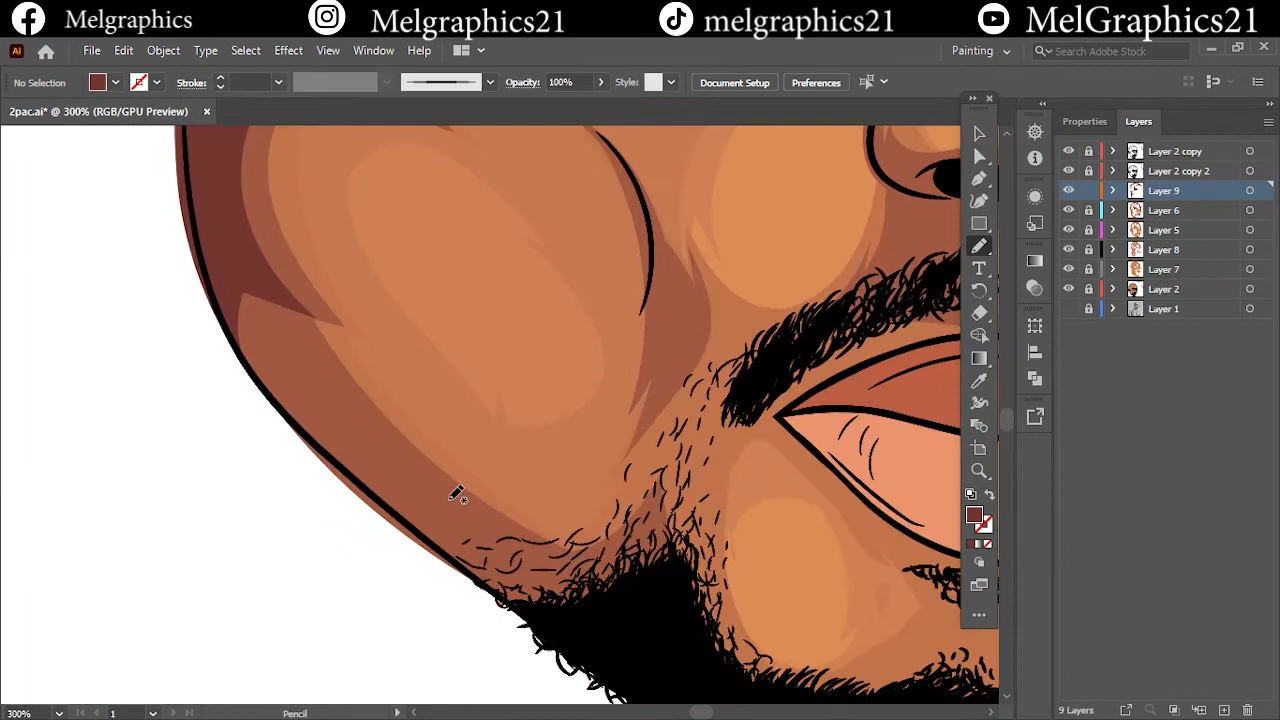 Melgraphics Melgraphics21 melgraphics21 MelGraphics21
Ai File Edit Object Type Select Effect View Window Help Painting Search Adobe Stock
No Selection Stroke: Opacity: 100% Style: Document Setup Preferences
2pac.ai* @ 300% (RGB/GPU Preview)
Properties Layers
Layer 2 copy
Layer 2 copy 2
Layer 9
Layer 6
Layer 5
Layer 8
Layer 7
Layer 2
Layer 1
300% 1 Pencil 9 Layers